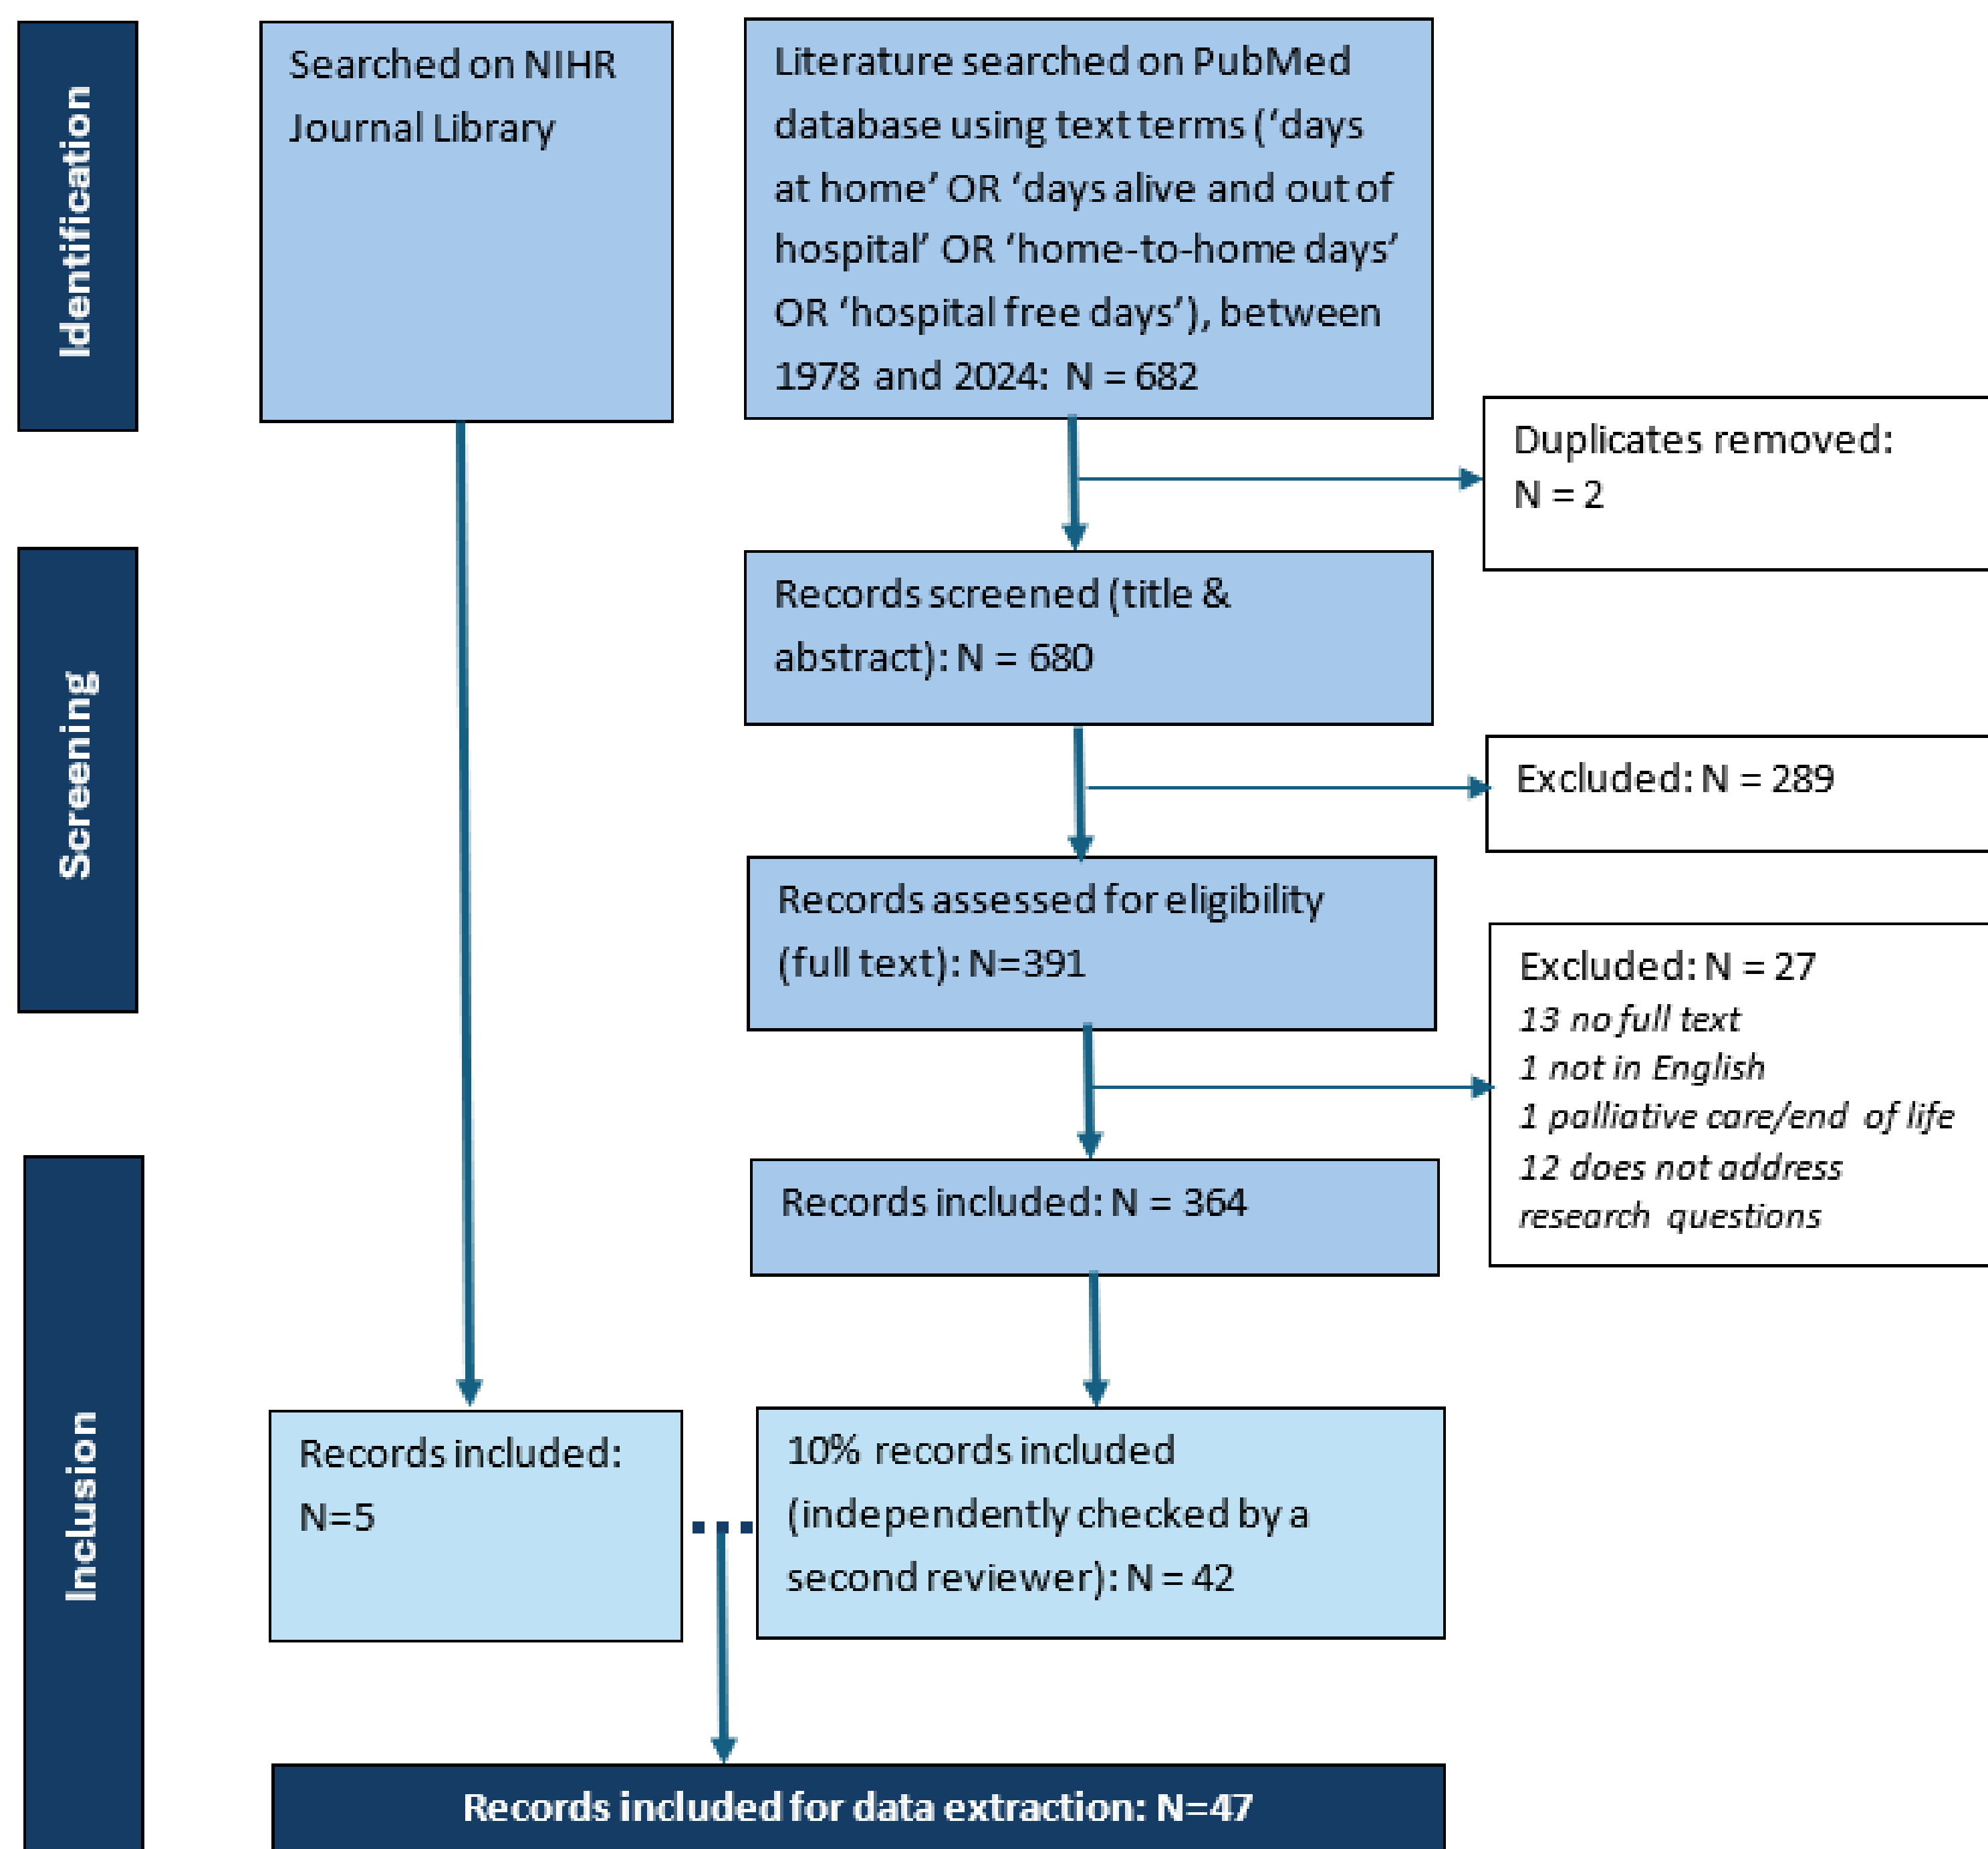 Identification
Searched on NIHR
Journal Library
Literature searched on PubMed
database using text terms (‘days
at home’ OR ‘days alive and out of
hospital’ OR ‘home-to-home days’
OR ‘hospital free days’), between
1978 and 2024: N = 682
Duplicates removed:
N = 2
Screening
Records screened (title &
abstract): N = 680
Excluded: N = 289
Records assessed for eligibility
(full text): N=391
Excluded: N = 27
13 no full text
1 not in English
1 palliative care/end of life
12 does not address
research questions
Inclusion
Records included: N = 364
Records included:
N=5
10% records included
(independently checked by a
second reviewer): N = 42
Records included for data extraction: N=47